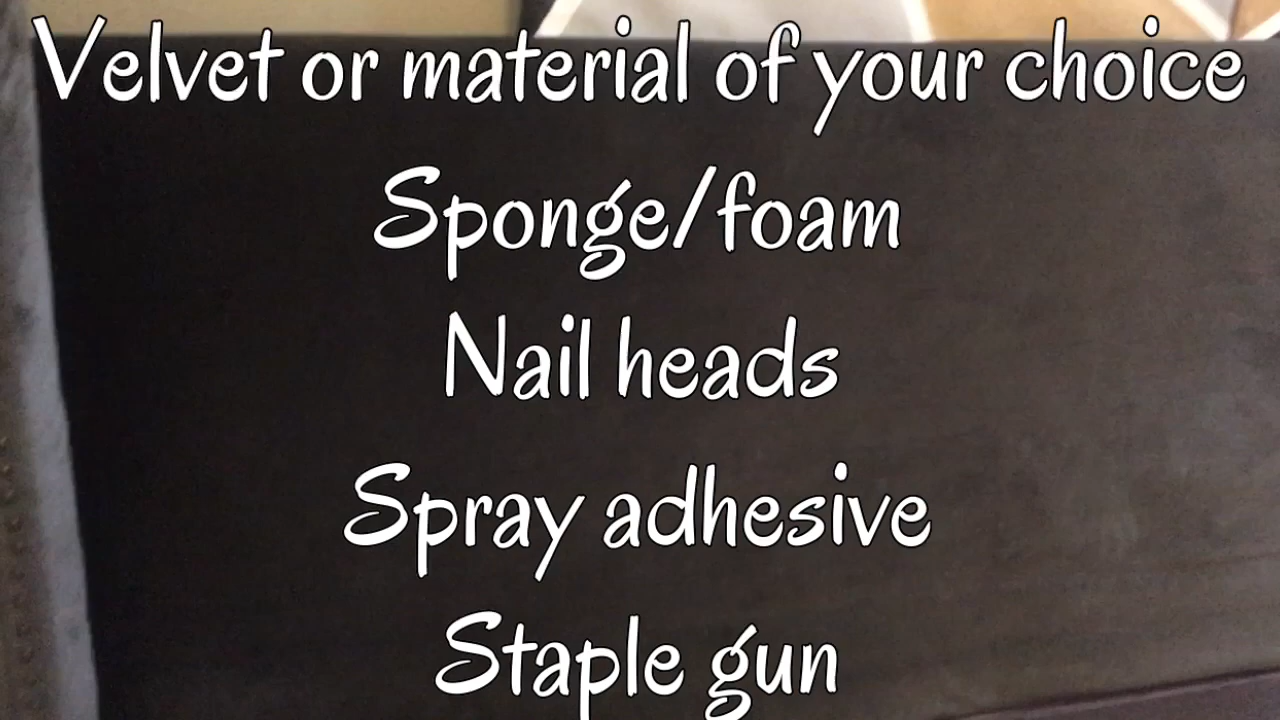 Velvet or material of your choice
Sponge/foam
Nail heads
Spray adhesive
Staple gun